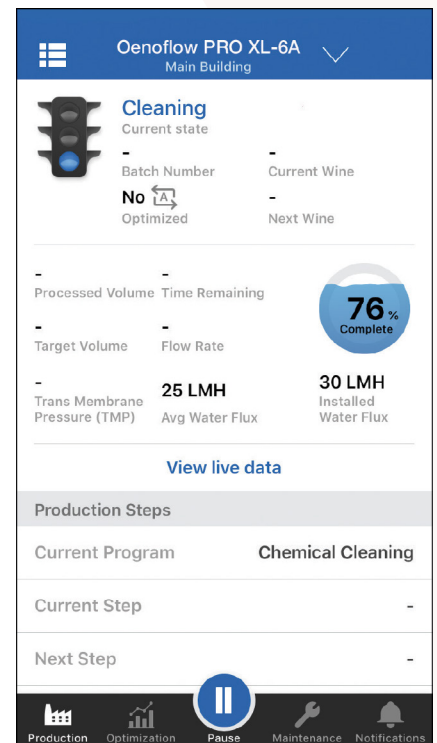 Oenoflow PRO XL-6A
Main Building
Cleaning
Current state
- -
Batch Number Current Wine
No A -
Optimized Next Wine
- -
Processed Volume Time Remaining
76 %
Complete
- -
Target Volume Flow Rate
- 25 LMH 30 LMH
Trans Membrane Installed
Pressure (TMP) Avg Water Flux Water Flux
View live data
Production Steps
Current Program Chemical Cleaning
Current Step -
Next Step -
Production Optimization Pause Maintenance Notifications